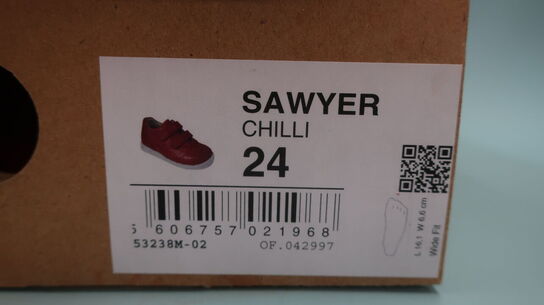 SAWYER
CHILLI
24
5 606757 021968
53238M-02 OF.042997
L 16,1 W 6,6 cm
Wide Fit